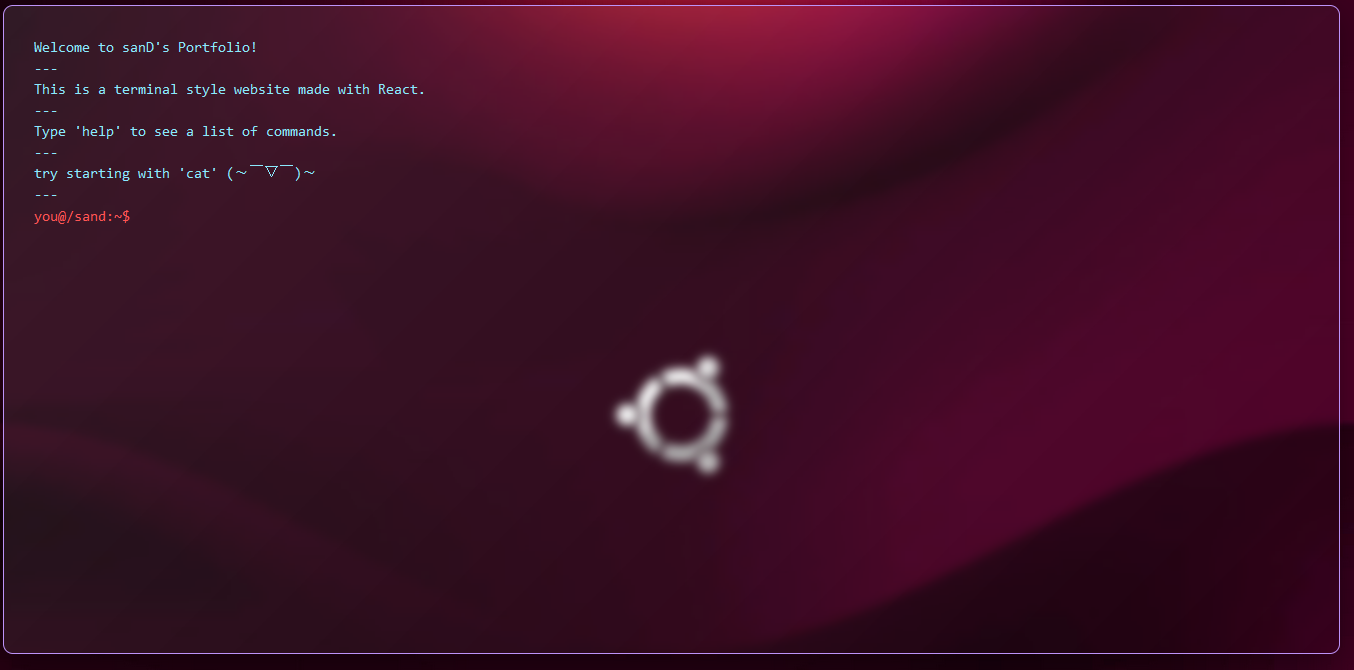 Welcome to sanD's Portfolio!
---
This is a terminal style website made with React.
---
Type 'help' to see a list of commands.
---
try starting with 'cat' (～￣▽￣)～
---
you@/sand:~$